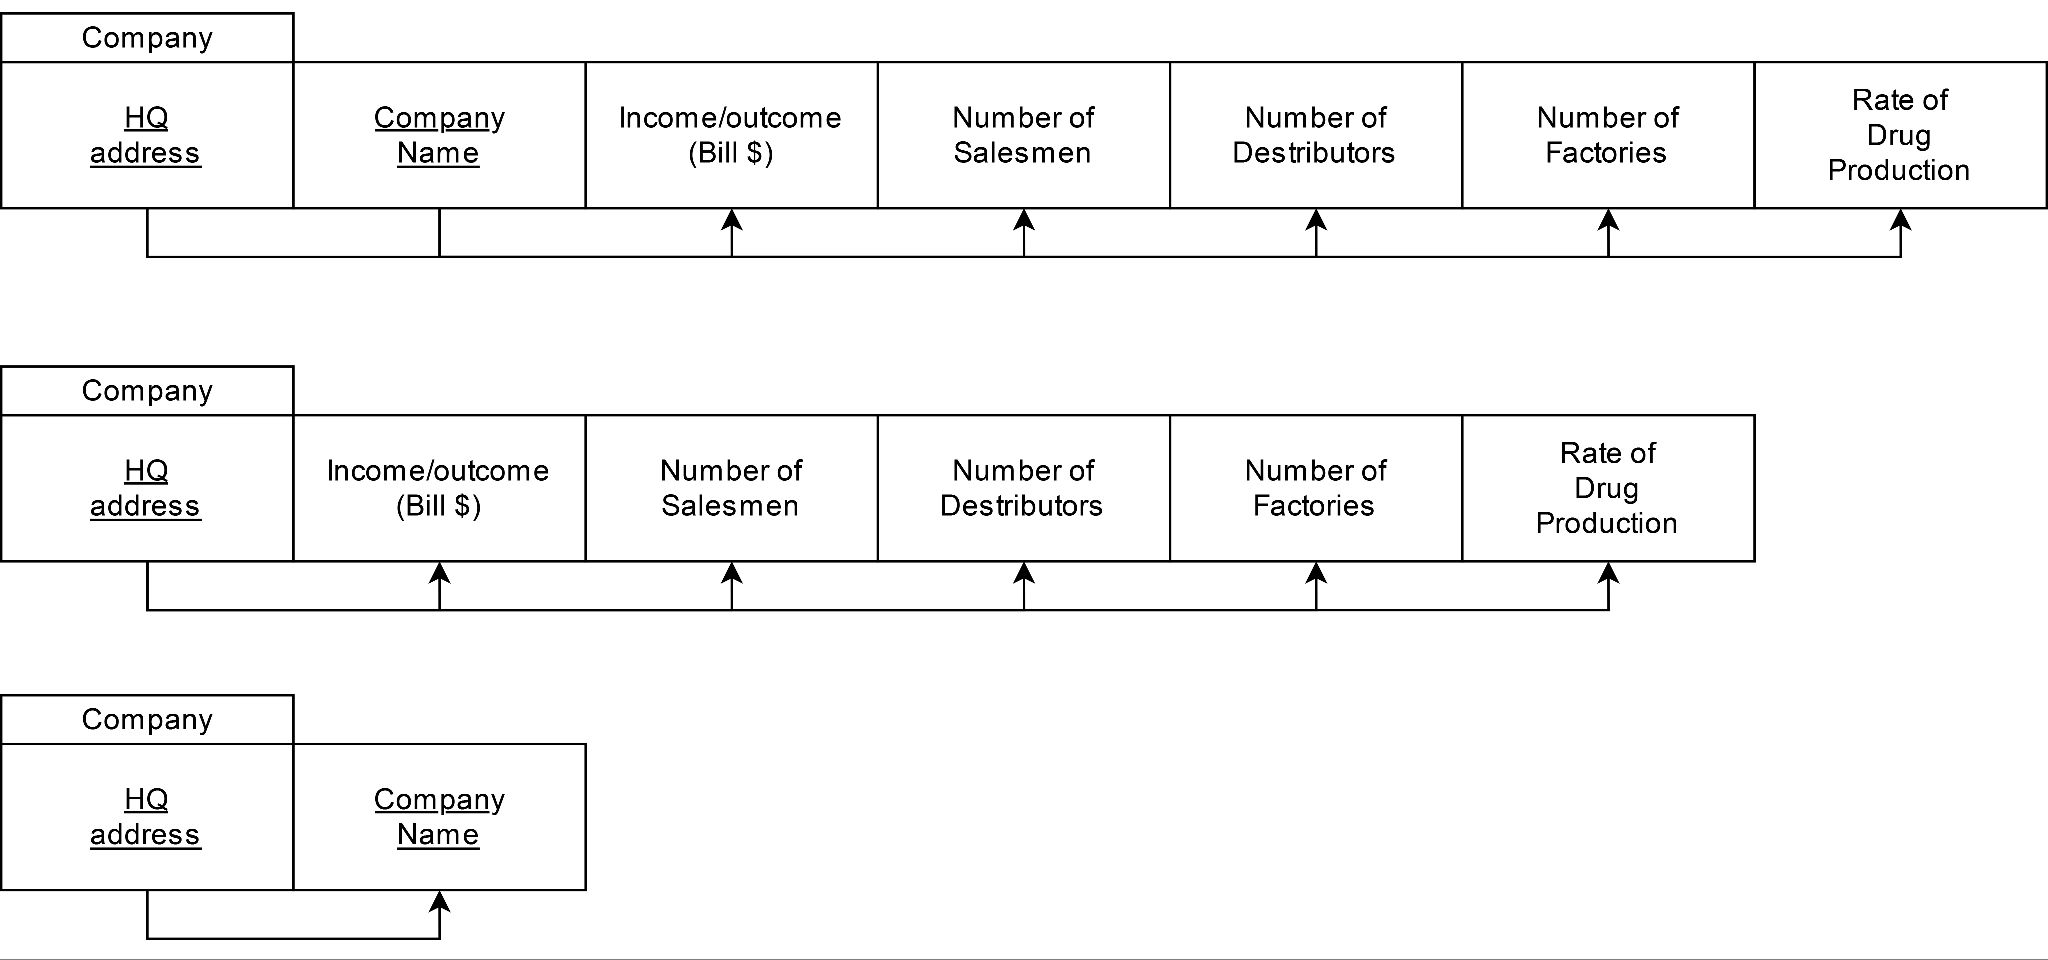 Company
HQ
address
Company
Name
Income/outcome
(Bill $)
Number of
Salesmen
Number of
Destributors
Number of
Factories
Rate of
Drug
Production
Company
HQ
address
Income/outcome
(Bill $)
Number of
Salesmen
Number of
Destributors
Number of
Factories
Rate of
Drug
Production
Company
HQ
address
Company
Name